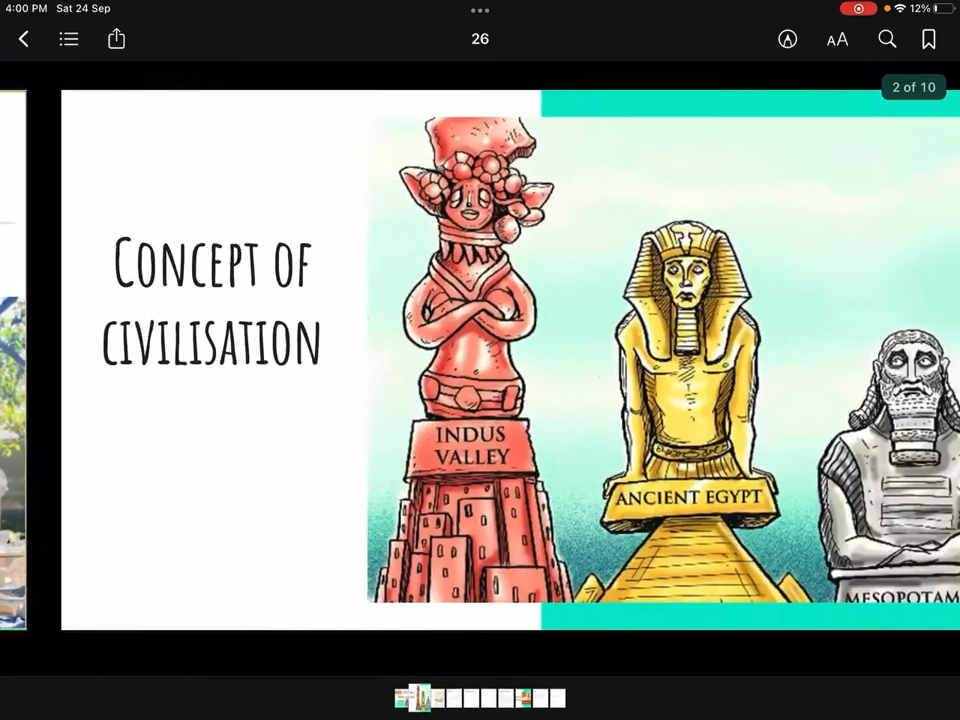 4:00 PM Sat 24 Sep
12%
26
AA
2 of 10
CONCEPT OF
CIVILISATION
INDUS
VALLEY
ANCIENT EGYPT
MESOPOTAM